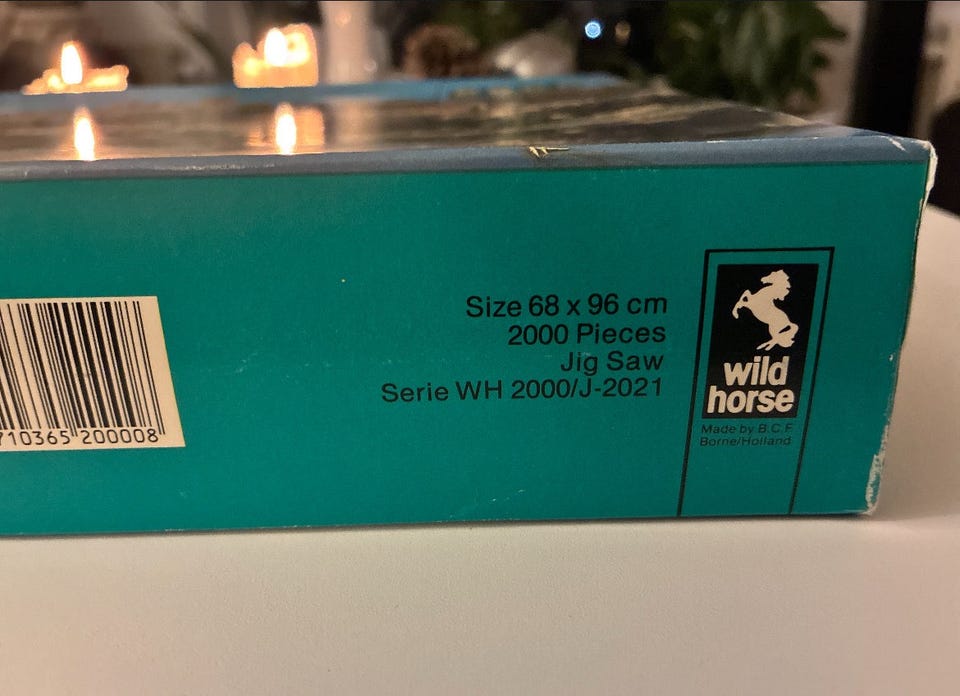 710365 200008
Size 68 x 96 cm
2000 Pieces
Jig Saw
Serie WH 2000/J-2021
wild
horse
Made by B.C.F
Borne/Holland